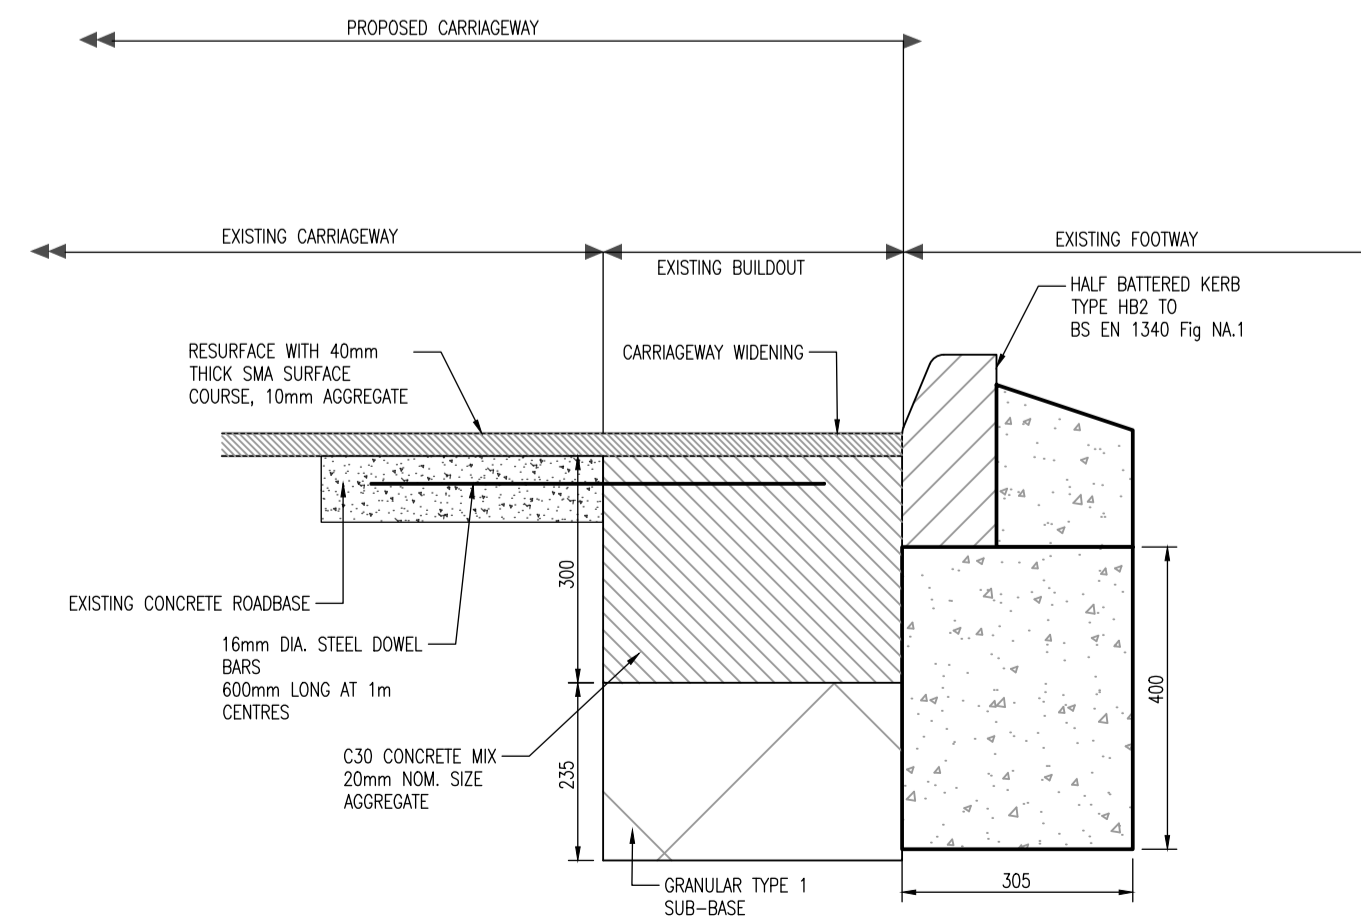 PROPOSED CARRIAGEWAY
EXISTING CARRIAGEWAY
EXISTING BUILDOUT
EXISTING FOOTWAY
HALF BATTERED KERB
TYPE HB2 TO
BS EN 1340 Fig NA.1
RESURFACE WITH 40mm
THICK SMA SURFACE
COURSE, 10mm AGGREGATE
CARRIAGEWAY WIDENING
EXISTING CONCRETE ROADBASE
16mm DIA. STEEL DOWEL
BARS
600mm LONG AT 1m
CENTRES
C30 CONCRETE MIX
20mm NOM. SIZE
AGGREGATE
300
235
400
305
GRANULAR TYPE 1
SUB-BASE